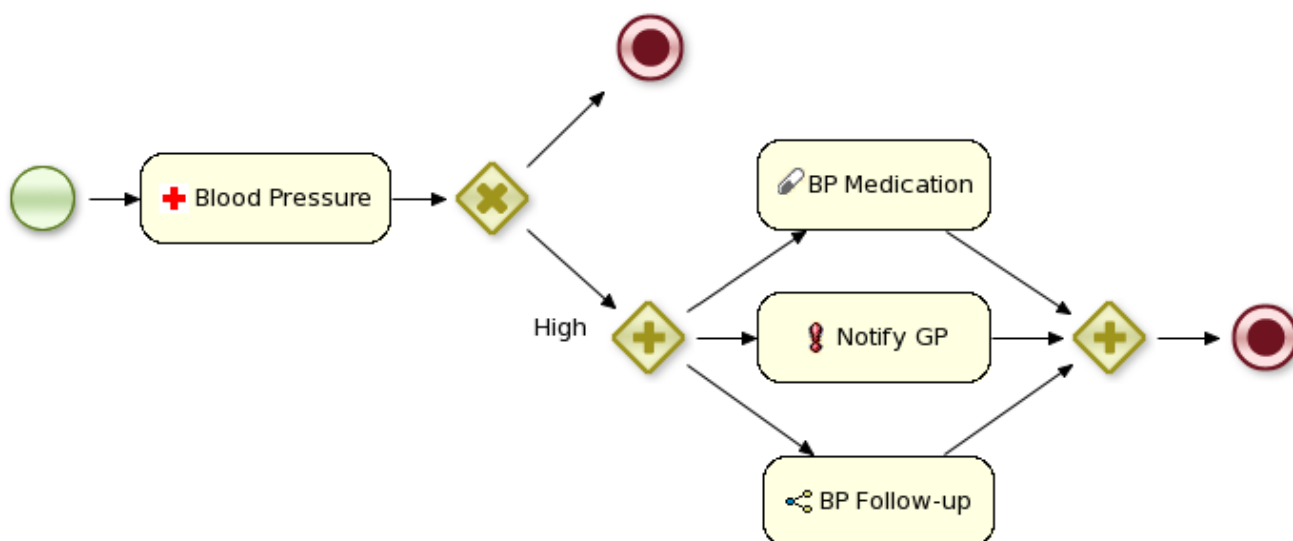 Blood Pressure
BP Medication
High
Notify GP
BP Follow-up